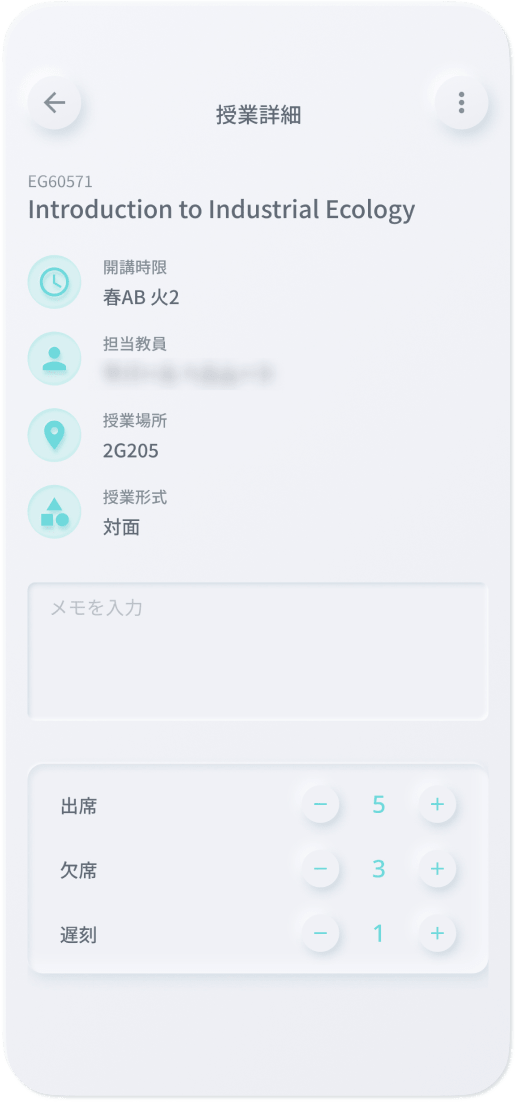 授業詳細
EG60571
Introduction to Industrial Ecology
開講時限
春AB 火2
担当教員
授業場所
2G205
授業形式
対面
メモを入力
出席 − 5 +
欠席 − 3 +
遅刻 − 1 +